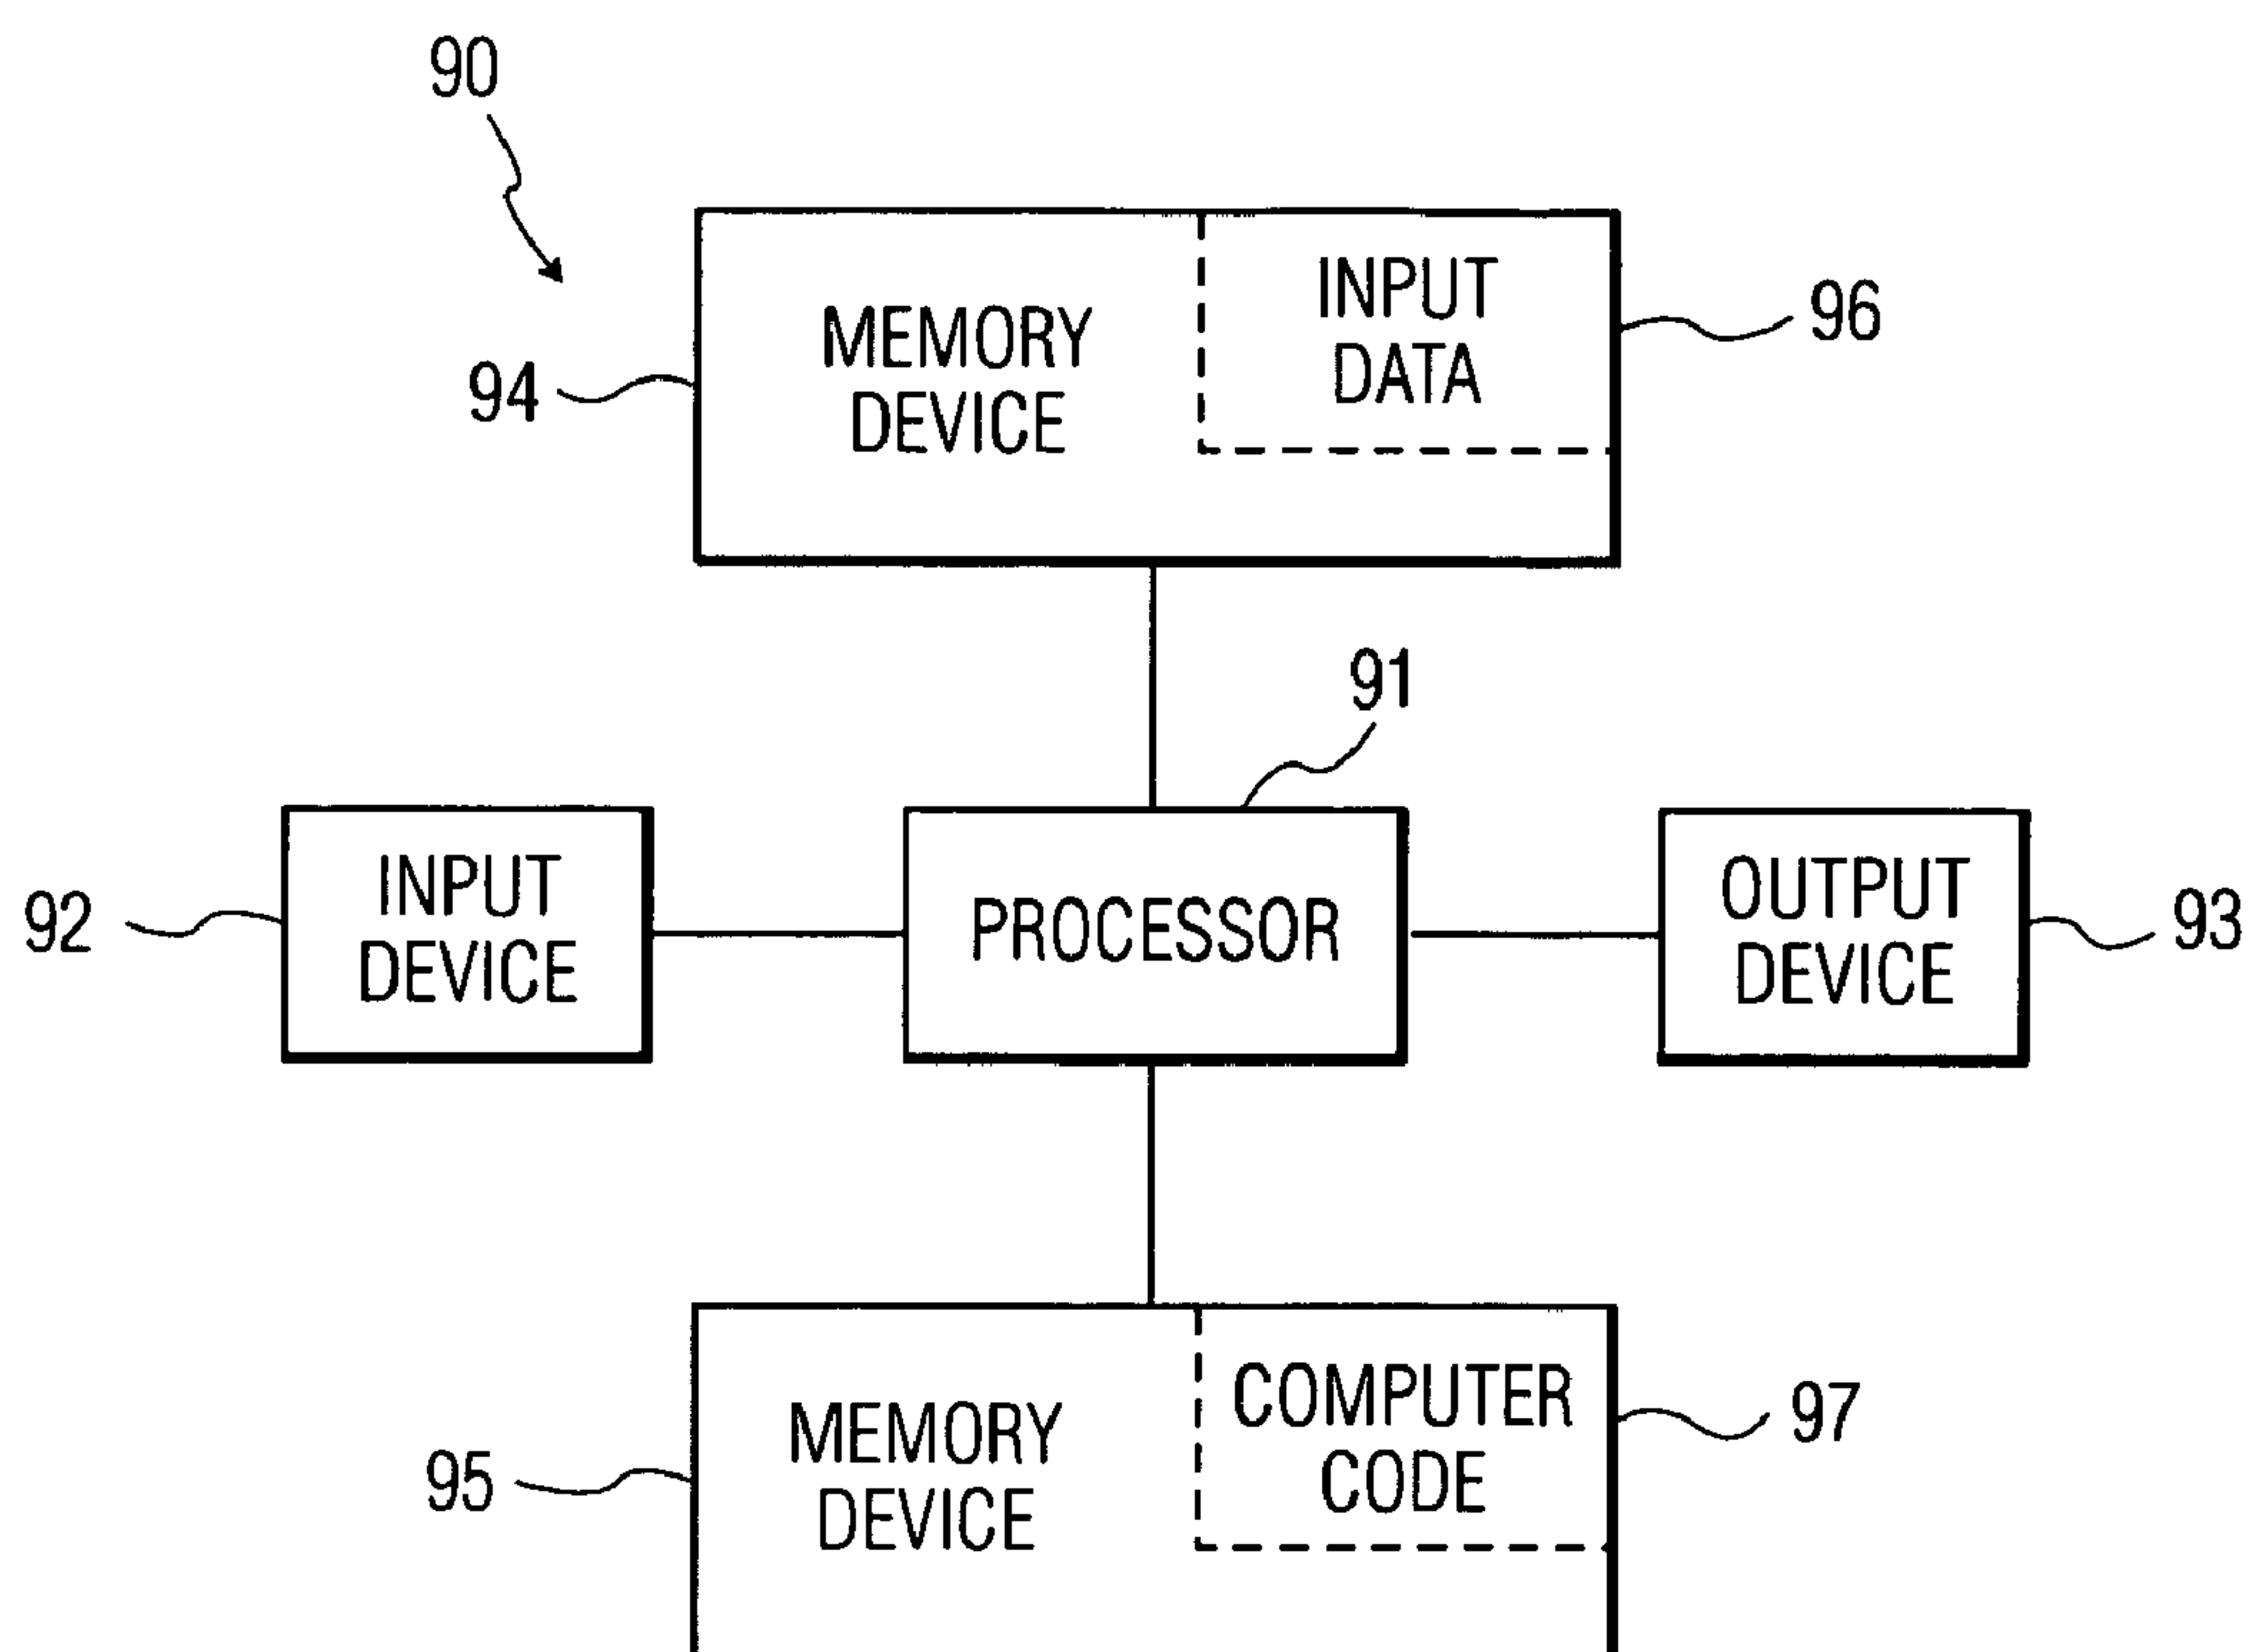 90
INPUT
DATA
96
MEMORY
DEVICE
94
91
INPUT
DEVICE
92
PROCESSOR
OUTPUT
DEVICE
93
COMPUTER
CODE
97
MEMORY
DEVICE
95